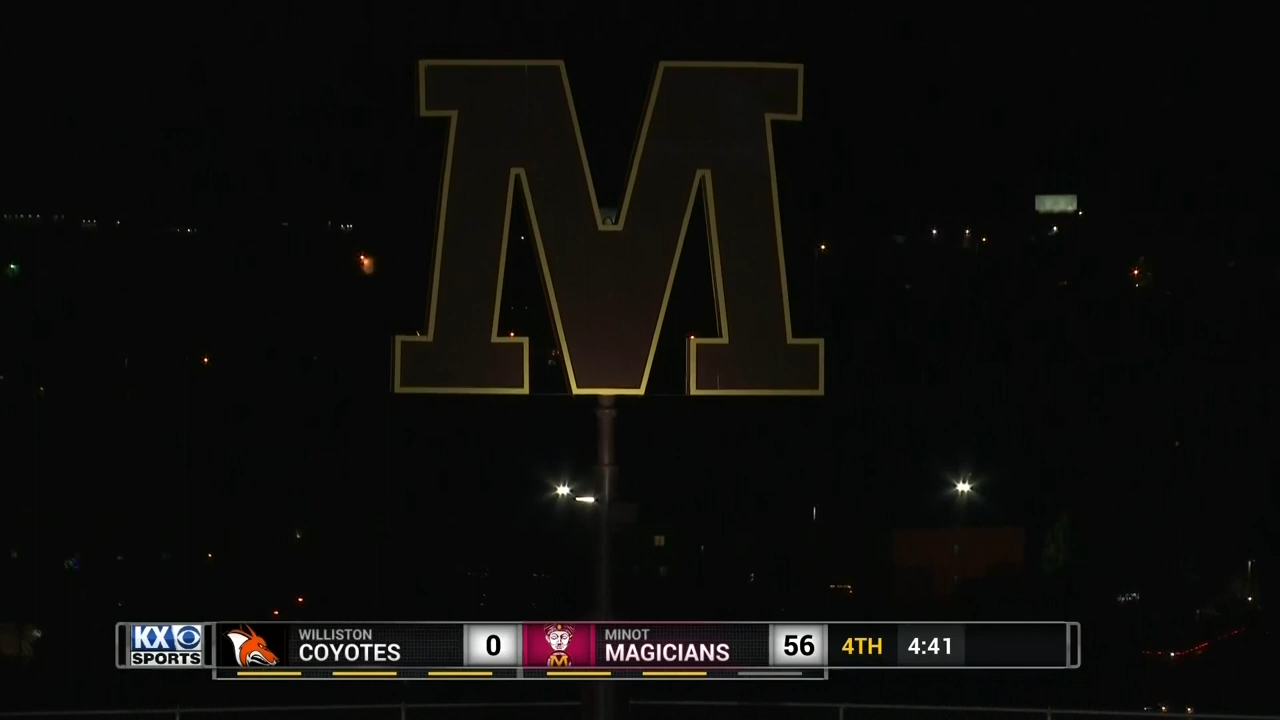 M
KX
SPORTS
WILLISTON
COYOTES
0
M
MINOT
MAGICIANS
56
4TH
4:41